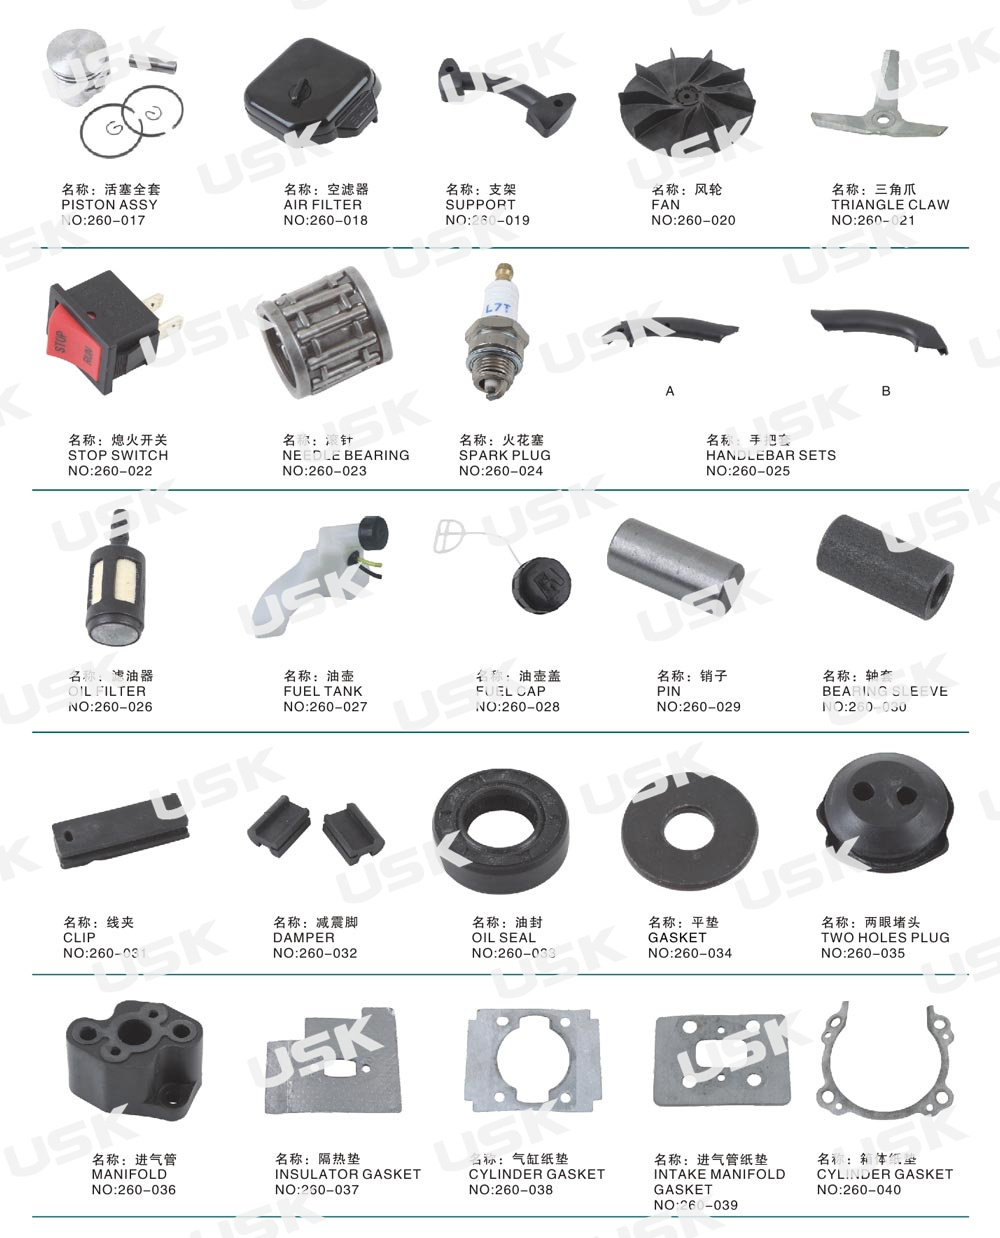 名称：活塞全套
PISTON ASSY
NO:260-017
名称：空滤器
AIR FILTER
NO:260-018
名称：支架
SUPPORT
NO:260-019
名称：风轮
FAN
NO:260-020
名称：三角爪
TRIANGLE CLAW
NO:260-021
STOP
RUN
L7T
A
B
名称：熄火开关
STOP SWITCH
NO:260-022
名称：滚针
NEEDLE BEARING
NO:260-023
名称：火花塞
SPARK PLUG
NO:260-024
名称：手把套
HANDLEBAR SETS
NO:260-025
名称：滤油器
OIL FILTER
NO:260-026
名称：油壶
FUEL TANK
NO:260-027
名称：油壶盖
FUEL CAP
NO:260-028
名称：销子
PIN
NO:260-029
名称：轴套
BEARING SLEEVE
NO:260-030
名称：线夹
CLIP
NO:260-031
名称：减震脚
DAMPER
NO:260-032
名称：油封
OIL SEAL
NO:260-033
名称：平垫
GASKET
NO:260-034
名称：两眼堵头
TWO HOLES PLUG
NO:260-035
名称：进气管
MANIFOLD
NO:260-036
名称：隔热垫
INSULATOR GASKET
NO:260-037
名称：气缸纸垫
CYLINDER GASKET
NO:260-038
名称：进气管纸垫
INTAKE MANIFOLD
GASKET
NO:260-039
名称：箱体纸垫
CYLINDER GASKET
NO:260-040
USK